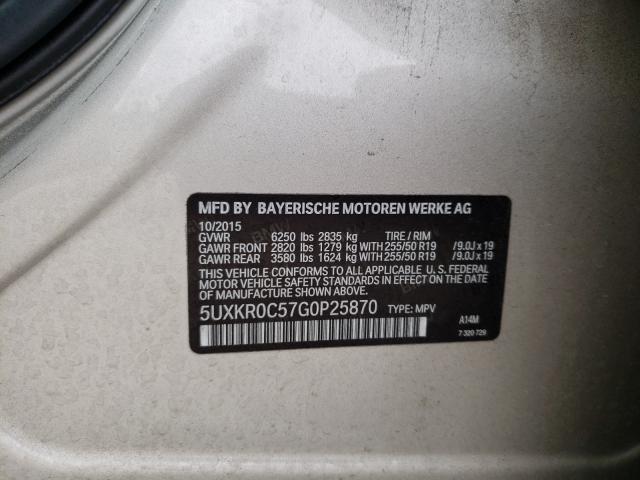 MFD BY BAYERISCHE MOTOREN WERKE AG
10/2015
GVWR 6250 lbs 2835 kg TIRE / RIM
GAWR FRONT 2820 lbs 1279 kg WITH 255/50 R19 /9.0J x 19
GAWR REAR 3580 lbs 1624 kg WITH 255/50 R19 /9.0J x 19
THIS VEHICLE CONFORMS TO ALL APPLICABLE U.S. FEDERAL
MOTOR VEHICLE SAFETY STANDARDS IN EFFECT ON THE DATE
OF MANUFACTURE SHOWN ABOVE.
5UXKR0C57G0P25870 TYPE: MPV
A14M
7 320 729